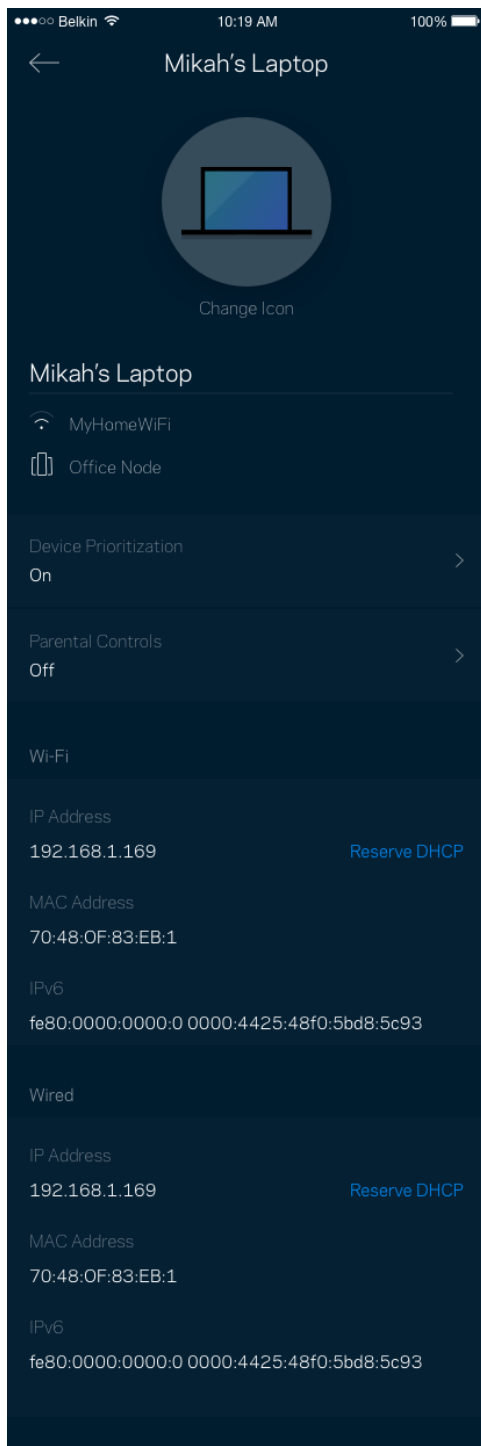 Belkin 10:19 AM 100%
Mikah's Laptop
Change Icon
Mikah's Laptop
MyHomeWiFi
Office Node
Device Prioritization
On
Parental Controls
Off
Wi-Fi
IP Address
192.168.1.169 Reserve DHCP
MAC Address
70:48:0F:83:EB:1
IPv6
fe80:0000:0000:0 0000:4425:48f0:5bd8:5c93
Wired
IP Address
192.168.1.169 Reserve DHCP
MAC Address
70:48:0F:83:EB:1
IPv6
fe80:0000:0000:0 0000:4425:48f0:5bd8:5c93